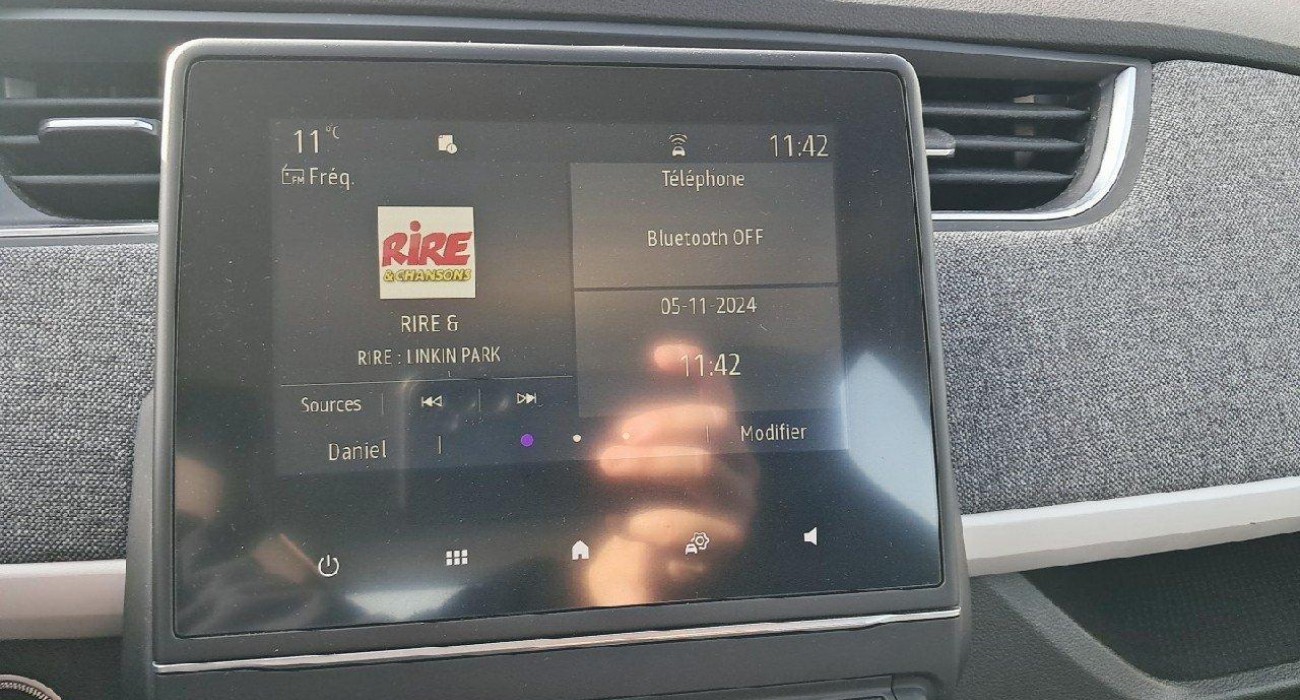 11°C
11:42
FM Fréq.
RIRE
& CHANSONS
RIRE &
RIRE : LINKIN PARK
Sources
Daniel
Téléphone
Bluetooth OFF
05-11-2024
11:42
Modifier